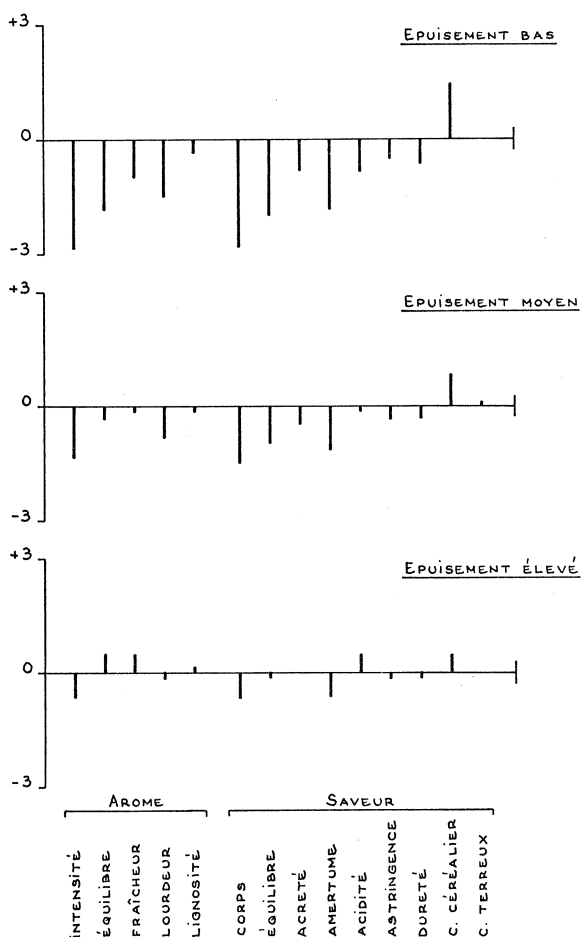 +3
EPUISEMENT BAS
0
-3
+3
EPUISEMENT MOYEN
0
-3
+3
EPUISEMENT ÉLEVÉ
0
-3
AROME
SAVEUR
INTENSITÉ
ÉQUILIBRE
FRAÎCHEUR
LOURDEUR
LIGNOSITÉ
CORPS
ÉQUILIBRE
ACRETÉ
AMERTUME
ACIDITÉ
ASTRINGENCE
DURETÉ
C. CÉRÉALIER
C. TERREUX